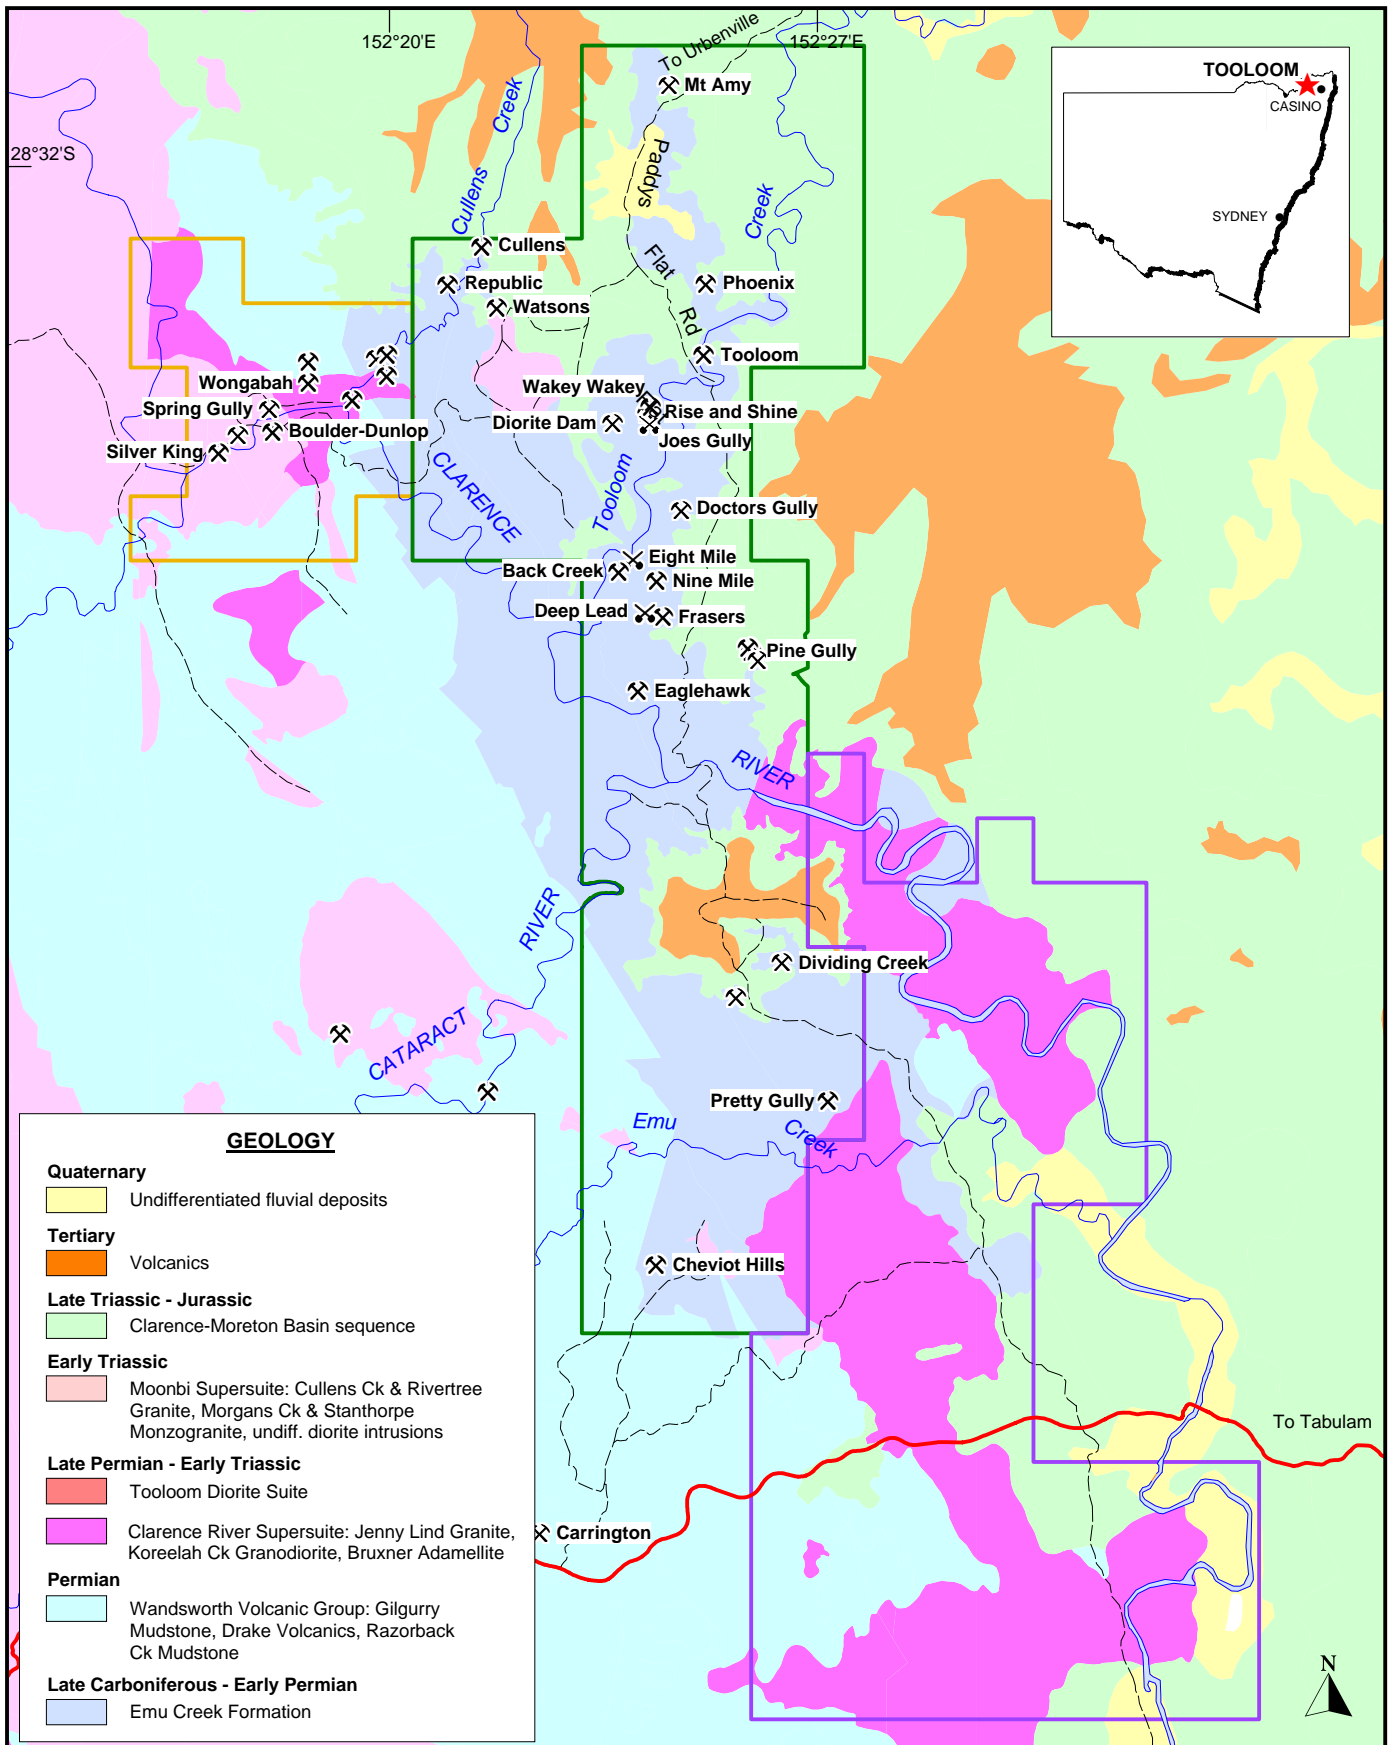 152°20'E
152°27'E
To Urbenville
28°32'S
TOOLOOM
CASINO
SYDNEY
Mt Amy
Paddys
Flat
Rd
Cullens
Creek
Creek
Cullens
Republic
Watsons
Phoenix
Tooloom
Wakey Wakey
Rise and Shine
Diorite Dam
Joes Gully
Wongabah
Spring Gully
Boulder-Dunlop
Silver King
CLARENCE
Tooloom
Doctors Gully
Eight Mile
Back Creek
Nine Mile
Deep Lead
Frasers
Pine Gully
Eaglehawk
RIVER
RIVER
Dividing Creek
CATARACT
Pretty Gully
Emu
Creek
Cheviot Hills
To Tabulam
Carrington
GEOLOGY
Quaternary
Undifferentiated fluvial deposits
Tertiary
Volcanics
Late Triassic - Jurassic
Clarence-Moreton Basin sequence
Early Triassic
Moonbi Supersuite: Cullens Ck & Rivertree
Granite, Morgans Ck & Stanthorpe
Monzogranite, undiff. diorite intrusions
Late Permian - Early Triassic
Tooloom Diorite Suite
Clarence River Supersuite: Jenny Lind Granite,
Koreelah Ck Granodiorite, Bruxner Adamellite
Permian
Wandsworth Volcanic Group: Gilgurry
Mudstone, Drake Volcanics, Razorback
Ck Mudstone
Late Carboniferous - Early Permian
Emu Creek Formation
N